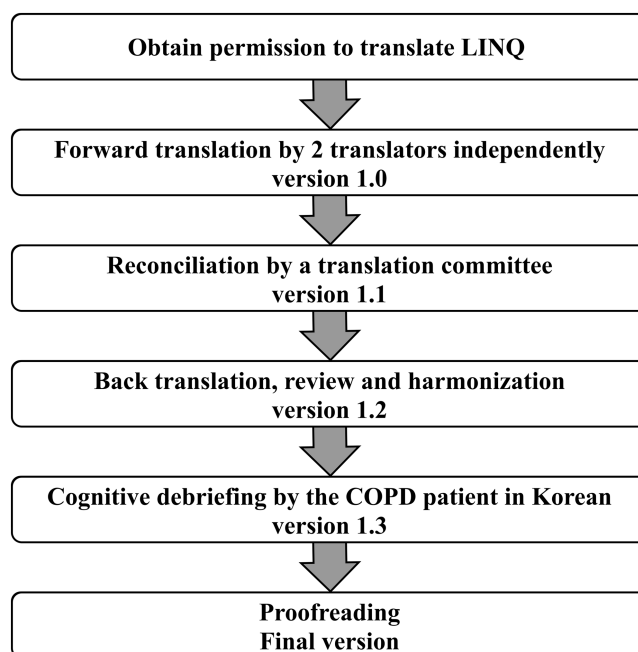 Obtain permission to translate LINQ
Forward translation by 2 translators independently
version 1.0
Reconciliation by a translation committee
version 1.1
Back translation, review and harmonization
version 1.2
Cognitive debriefing by the COPD patient in Korean
version 1.3
Proofreading
Final version